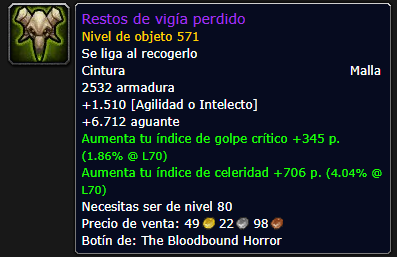 Restos de vigía perdido
Nivel de objeto 571
Se liga al recogerlo
Cintura Malla
2532 armadura
+1.510 [Agilidad o Intelecto]
+6.712 aguante
Aumenta tu índice de golpe crítico +345 p.
(1.86% @ L70)
Aumenta tu índice de celeridad +706 p. (4.04% @
L70)
Necesitas ser de nivel 80
Precio de venta: 49 22 98
Botín de: The Bloodbound Horror